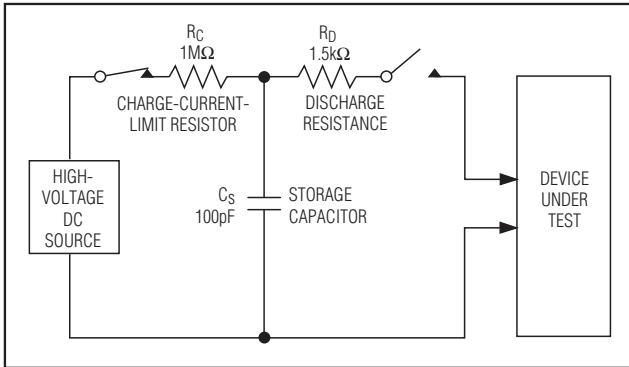 R_C
1MΩ
CHARGE-CURRENT-
LIMIT RESISTOR
R_D
1.5kΩ
DISCHARGE
RESISTANCE
HIGH-
VOLTAGE
DC
SOURCE
C_S
100pF
STORAGE
CAPACITOR
DEVICE
UNDER
TEST